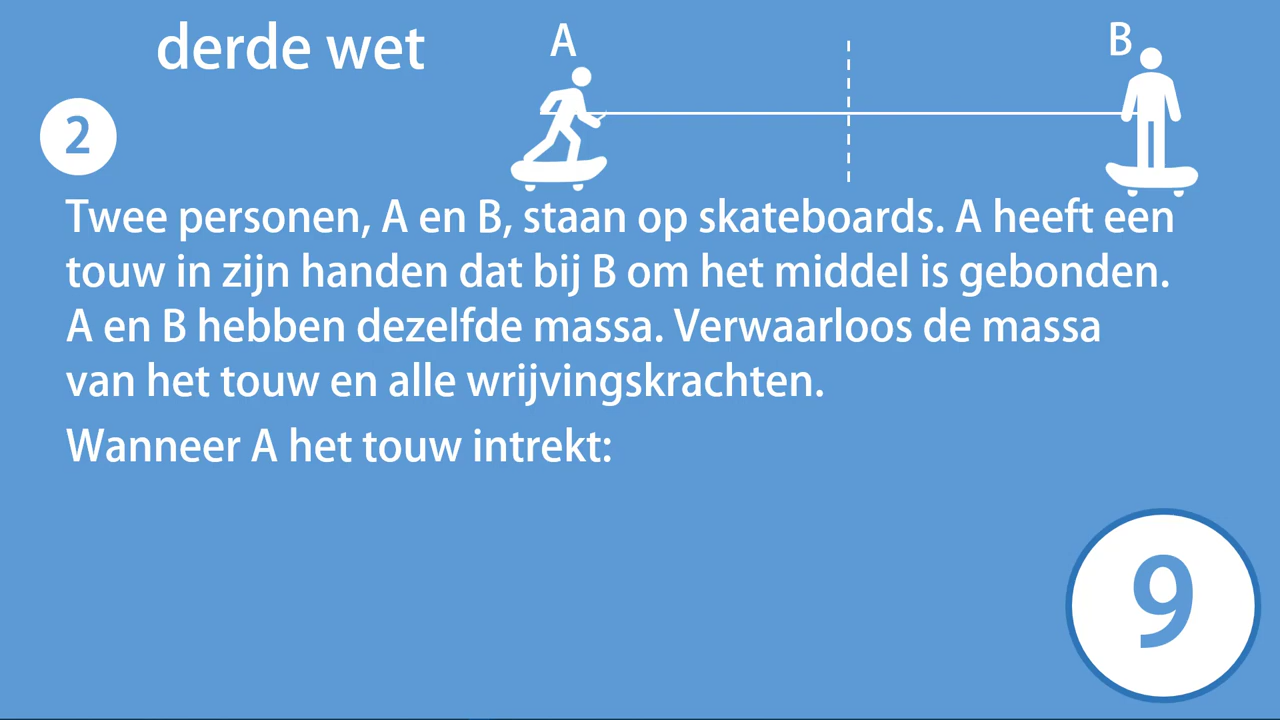 derde wet
A
B
2
Twee personen, A en B, staan op skateboards. A heeft een
touw in zijn handen dat bij B om het middel is gebonden.
A en B hebben dezelfde massa. Verwaarloos de massa
van het touw en alle wrijvingskrachten.
Wanneer A het touw intrekt:
9